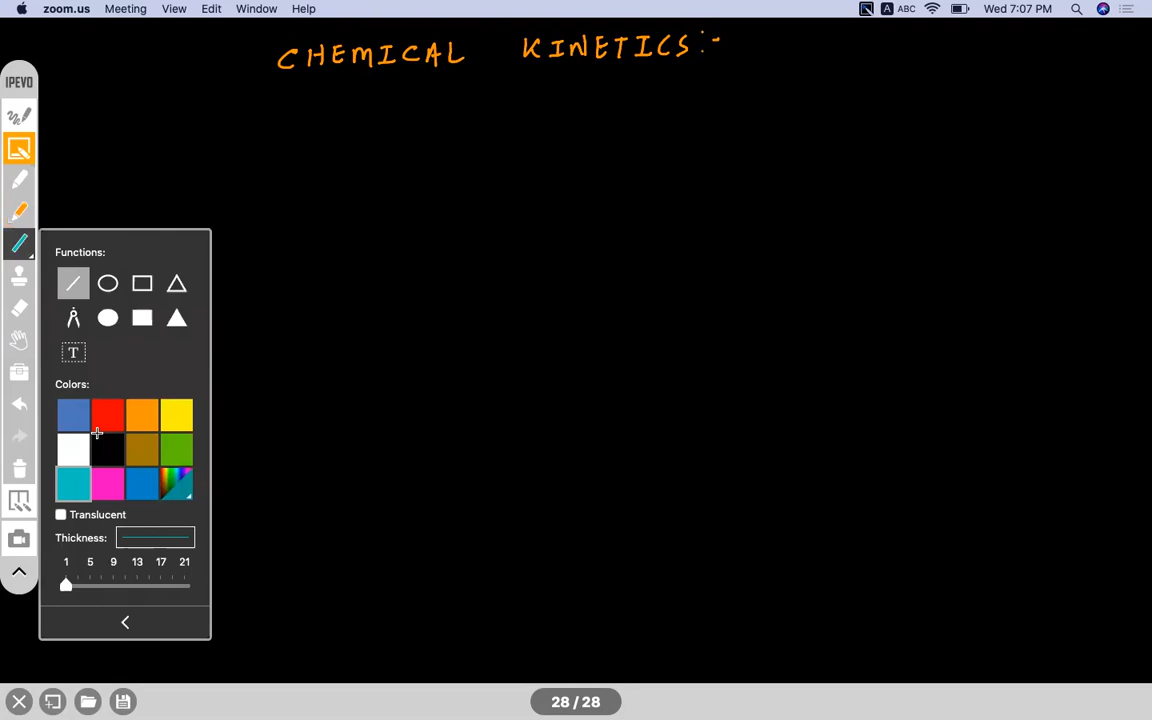 zoom.us Meeting View Edit Window Help A ABC Wed 7:07 PM
CHEMICAL KINETICS:-
IPEVO
Functions:
T
Colors:
Translucent
Thickness:
1 5 9 13 17 21
28 / 28